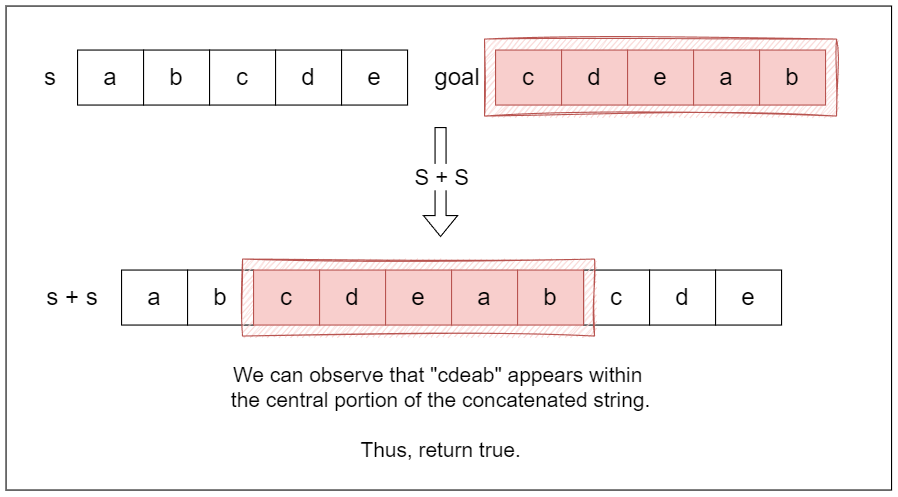 s a b c d e goal c d e a b
S + S
s + s a b c d e a b c d e
We can observe that "cdeab" appears within
the central portion of the concatenated string.
Thus, return true.